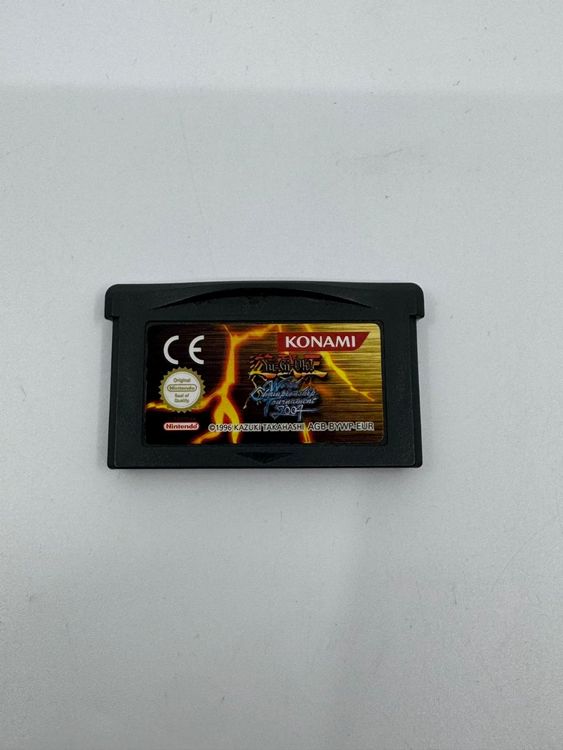 CE
KONAMI
Yu-Gi-Oh!
World
Championship
Tournament
2004
Original
Nintendo
Seal of
Quality
Nintendo
©1996 KAZUKI TAKAHASHI AGB-BYWP-EUR